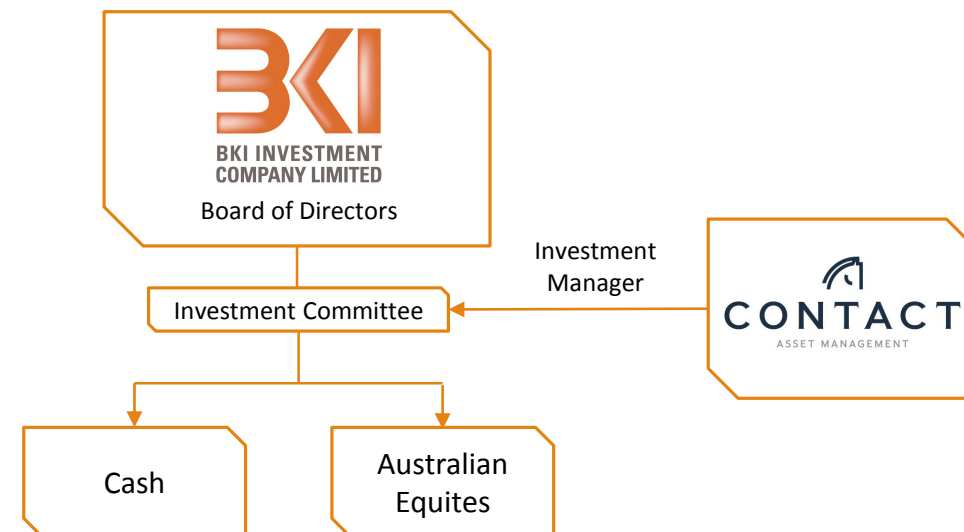 BKI
BKI INVESTMENT
COMPANY LIMITED
Board of Directors
Investment
Manager
Investment Committee
CONTACT
ASSET MANAGEMENT
Cash
Australian
Equites